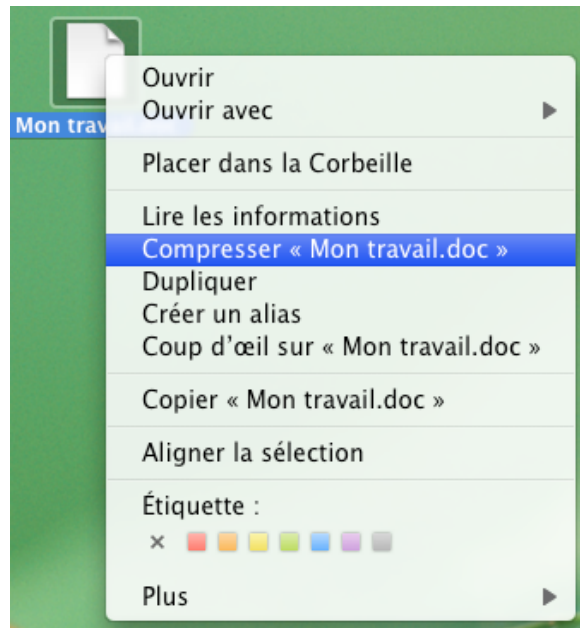 Mon trav
Ouvrir
Ouvrir avec
Placer dans la Corbeille
Lire les informations
Compresser « Mon travail.doc »
Dupliquer
Créer un alias
Coup d’œil sur « Mon travail.doc »
Copier « Mon travail.doc »
Aligner la sélection
Étiquette :
Plus